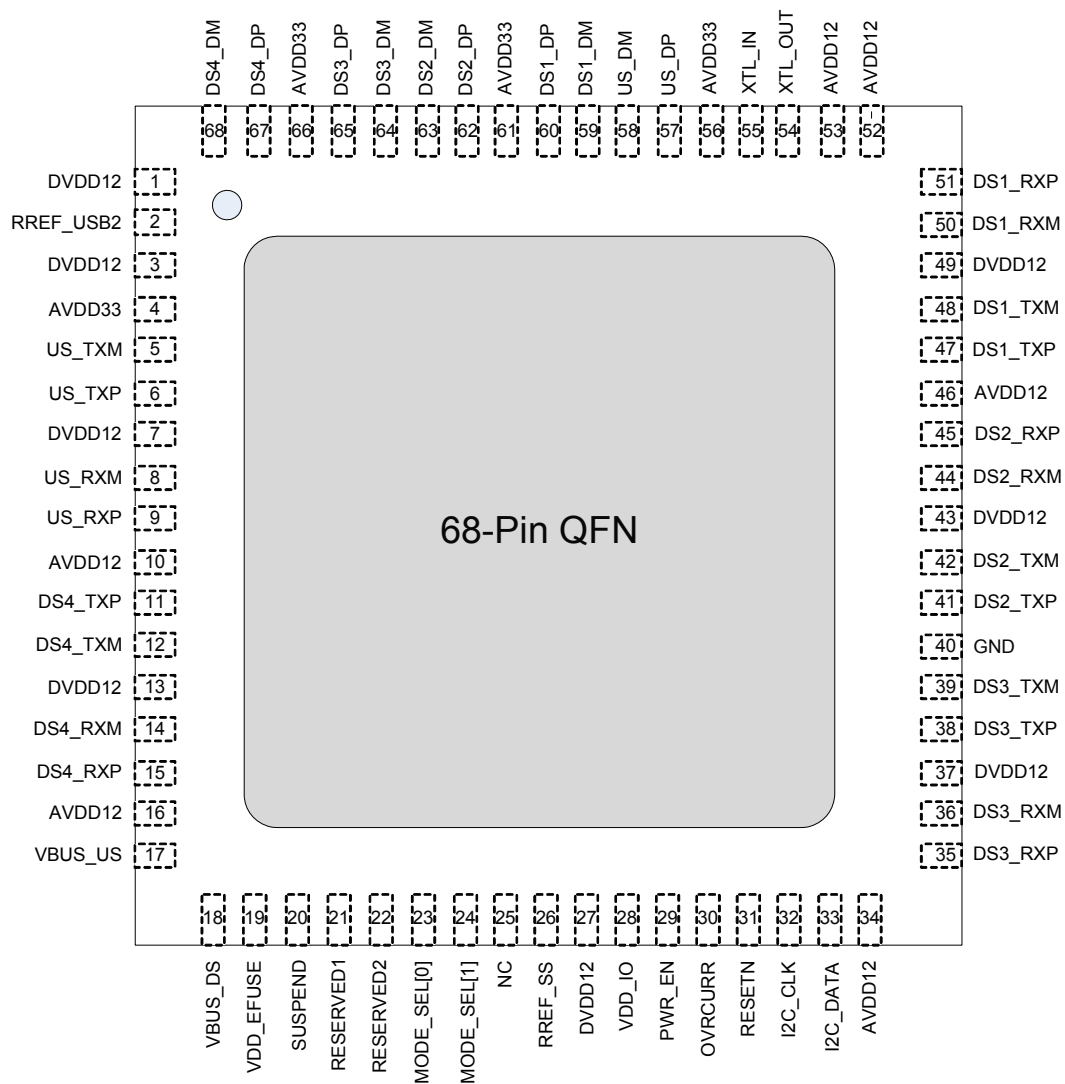 DS4_DM
DS4_DP
AVDD33
DS3_DP
DS3_DM
DS2_DM
DS2_DP
AVDD33
DS1_DP
DS1_DM
US_DM
US_DP
AVDD33
XTL_IN
XTL_OUT
AVDD12
AVDD12
68 67 66 65 64 63 62 61 60 59 58 57 56 55 54 53 52
DVDD12 1
RREF_USB2 2
DVDD12 3
AVDD33 4
US_TXM 5
US_TXP 6
DVDD12 7
US_RXM 8
US_RXP 9
AVDD12 10
DS4_TXP 11
DS4_TXM 12
DVDD12 13
DS4_RXM 14
DS4_RXP 15
AVDD12 16
VBUS_US 17
68-Pin QFN
51 DS1_RXP
50 DS1_RXM
49 DVDD12
48 DS1_TXM
47 DS1_TXP
46 AVDD12
45 DS2_RXP
44 DS2_RXM
43 DVDD12
42 DS2_TXM
41 DS2_TXP
40 GND
39 DS3_TXM
38 DS3_TXP
37 DVDD12
36 DS3_RXM
35 DS3_RXP
18 19 20 21 22 23 24 25 26 27 28 29 30 31 32 33 34
VBUS_DS
VDD_EFUSE
SUSPEND
RESERVED1
RESERVED2
MODE_SEL[0]
MODE_SEL[1]
NC
RREF_SS
DVDD12
VDD_IO
PWR_EN
OVRCURR
RESETN
I2C_CLK
I2C_DATA
AVDD12